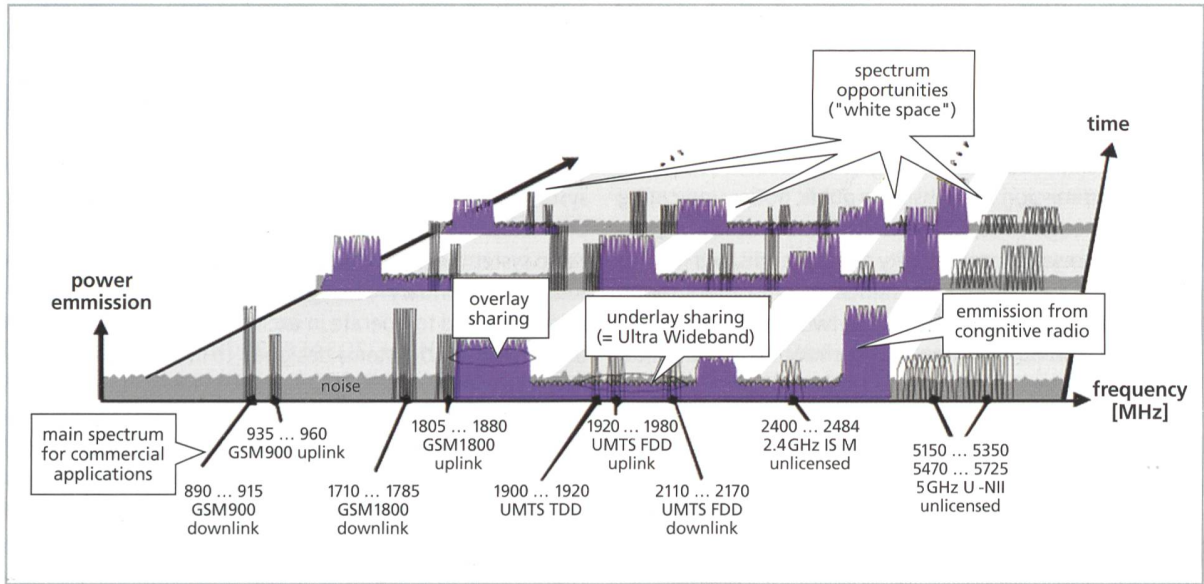 spectrum
opportunities
("white space")
time
power
emmission
overlay
sharing
underlay sharing
(= Ultra Wideband)
emmission from
congnitive radio
noise
frequency
[MHz]
main spectrum
for commercial
applications
935 ... 960
GSM900 uplink
1805 ... 1880
GSM1800
uplink
1920 ... 1980
UMTS FDD
uplink
2400 ... 2484
2.4GHz IS M
unlicensed
5150 ... 5350
5470 ... 5725
5GHz U -NII
unlicensed
890 ... 915
GSM900
downlink
1710 ... 1785
GSM1800
downlink
1900 ... 1920
UMTS TDD
2110 ... 2170
UMTS FDD
downlink